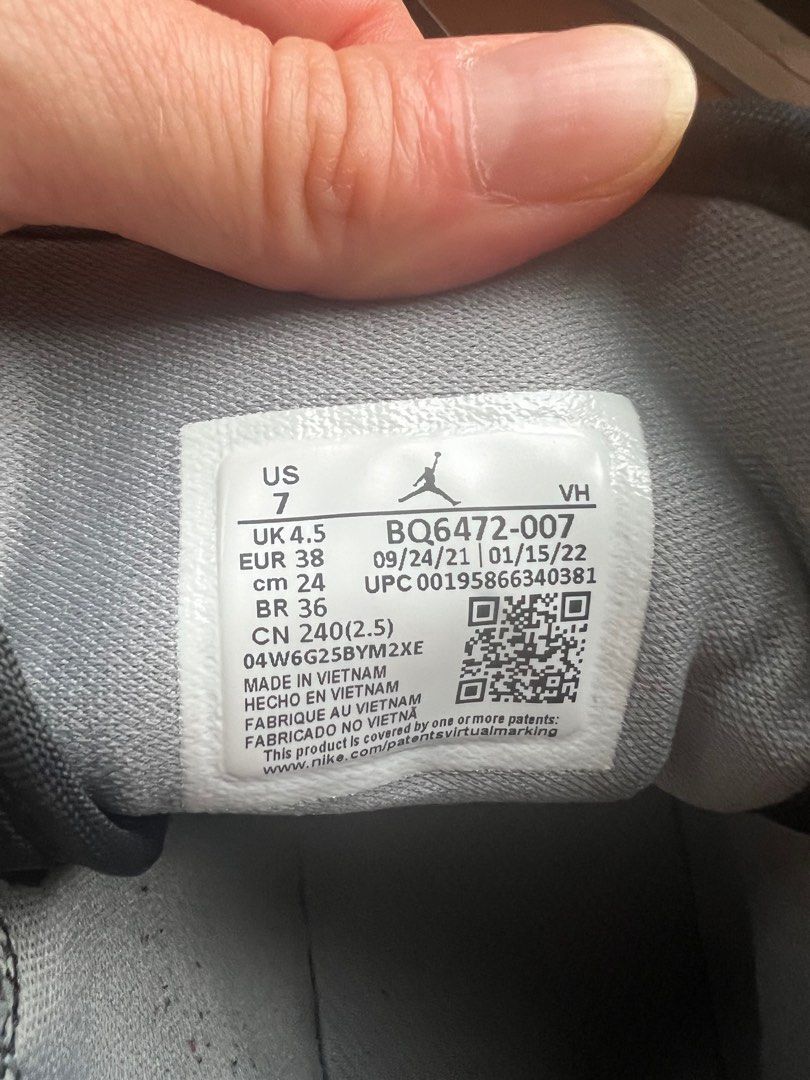 US
7
VH
UK 4.5
BQ6472-007
EUR 38
09/24/21 | 01/15/22
cm 24
UPC 00195866340381
BR 36
CN 240(2.5)
04W6G25BYM2XE
MADE IN VIETNAM
HECHO EN VIETNAM
FABRIQUE AU VIETNAM
FABRICADO NO VIETNÃ
This product is covered by one or more patents:
www.nike.com/patentsvirtualmarking